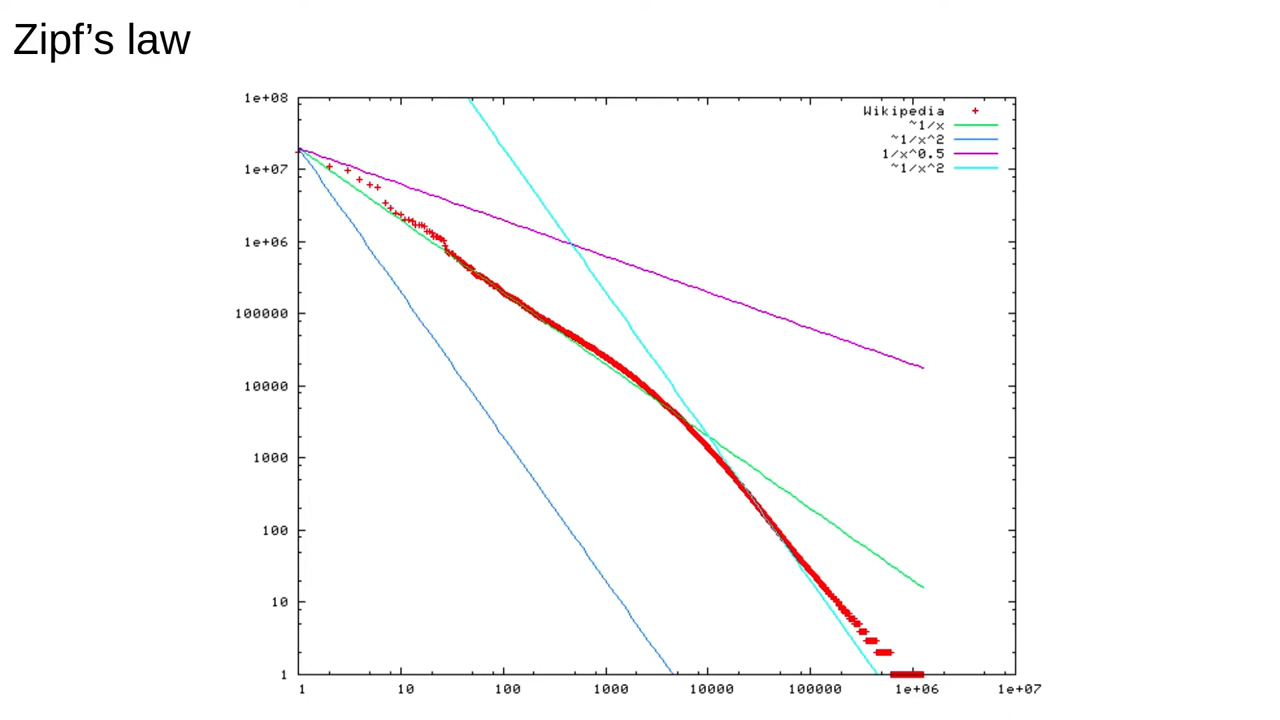 Zipf’s law
1e+08
1e+07
1e+06
100000
10000
1000
100
10
1
Wikipedia
~1/x
~1/x^2
1/x^0.5
~1/x^2
1 10 100 1000 10000 100000 1e+06 1e+07